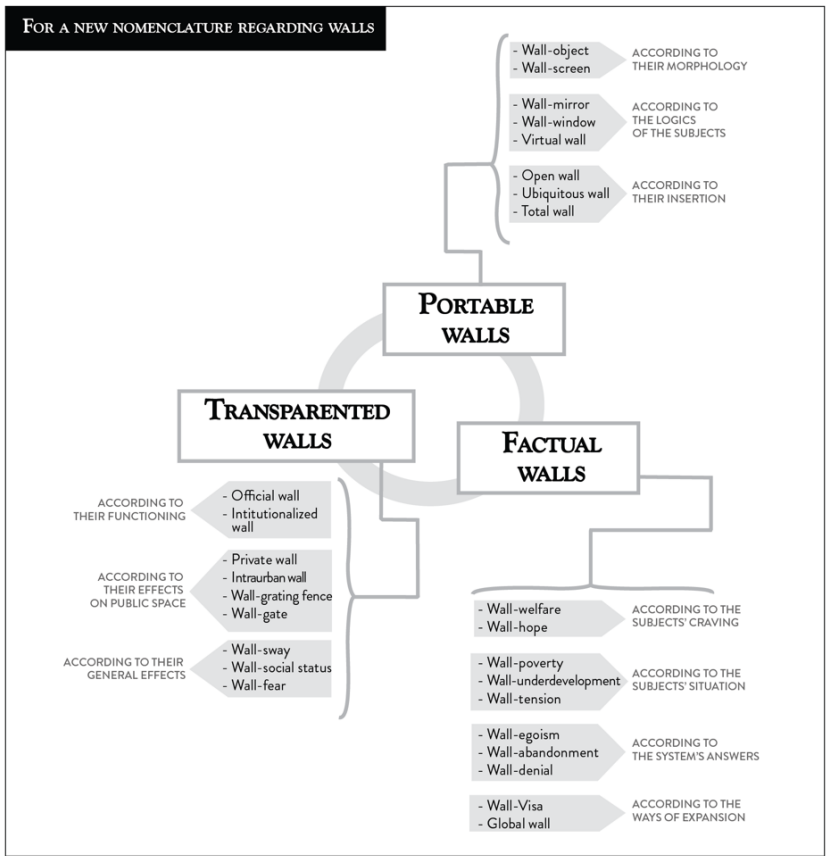 FOR A NEW NOMENCLATURE REGARDING WALLS
- Wall-object
- Wall-screen
ACCORDING TO
THEIR MORPHOLOGY
- Wall-mirror
- Wall-window
- Virtual wall
ACCORDING TO
THE LOGICS
OF THE SUBJECTS
- Open wall
- Ubiquitous wall
- Total wall
ACCORDING TO
THEIR INSERTION
PORTABLE
WALLS
TRANSPARENTED
WALLS
FACTUAL
WALLS
ACCORDING TO
THEIR FUNCTIONING
- Official wall
- Intitutionalized
wall
ACCORDING TO
THEIR EFFECTS
ON PUBLIC SPACE
- Private wall
- Intraurban wall
- Wall-grating fence
- Wall-gate
ACCORDING TO THEIR
GENERAL EFFECTS
- Wall-sway
- Wall-social status
- Wall-fear
- Wall-welfare
- Wall-hope
ACCORDING TO THE
SUBJECTS' CRAVING
- Wall-poverty
- Wall-underdevelopment
- Wall-tension
ACCORDING TO THE
SUBJECTS' SITUATION
- Wall-egoism
- Wall-abandonment
- Wall-denial
ACCORDING TO
THE SYSTEM'S ANSWERS
- Wall-Visa
- Global wall
ACCORDING TO THE
WAYS OF EXPANSION